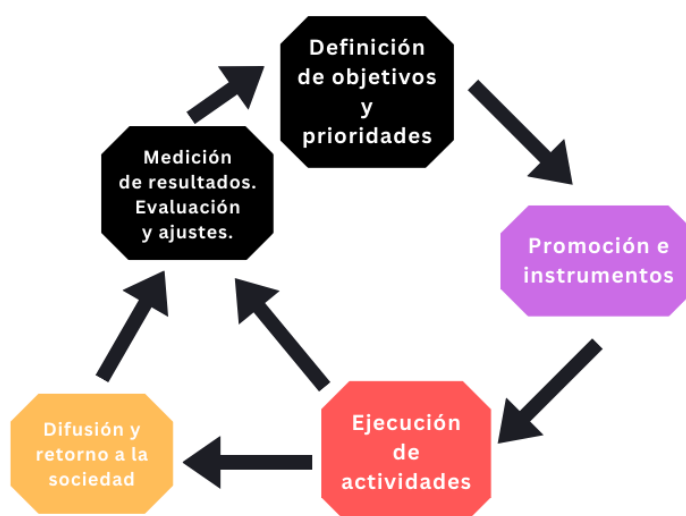 Definición
de objetivos
y
prioridades
Promoción e
instrumentos
Ejecución
de
actividades
Difusión y
retorno a la
sociedad
Medición
de resultados.
Evaluación
y ajustes.